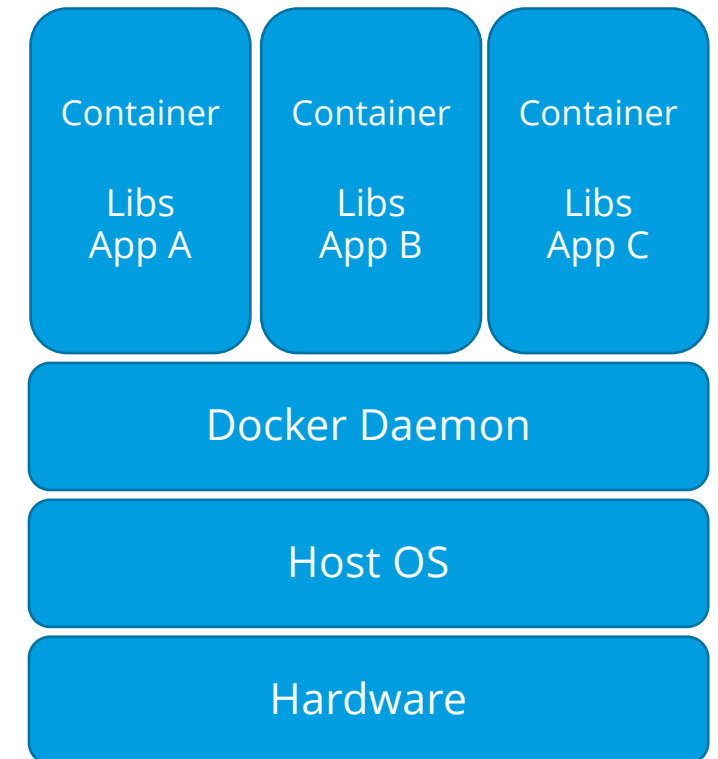 Container
Libs
App A
Container
Libs
App B
Container
Libs
App C
Docker Daemon
Host OS
Hardware